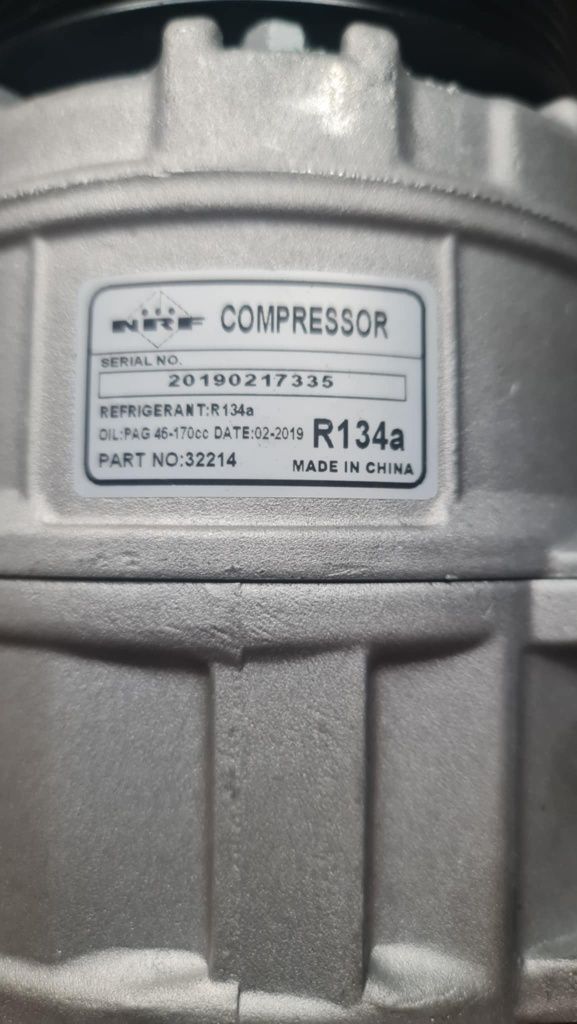 NRF COMPRESSOR
SERIAL NO.
20190217335
REFRIGERANT:R134a
OIL:PAG 46-170cc DATE:02-2019 R134a
PART NO:32214 MADE IN CHINA